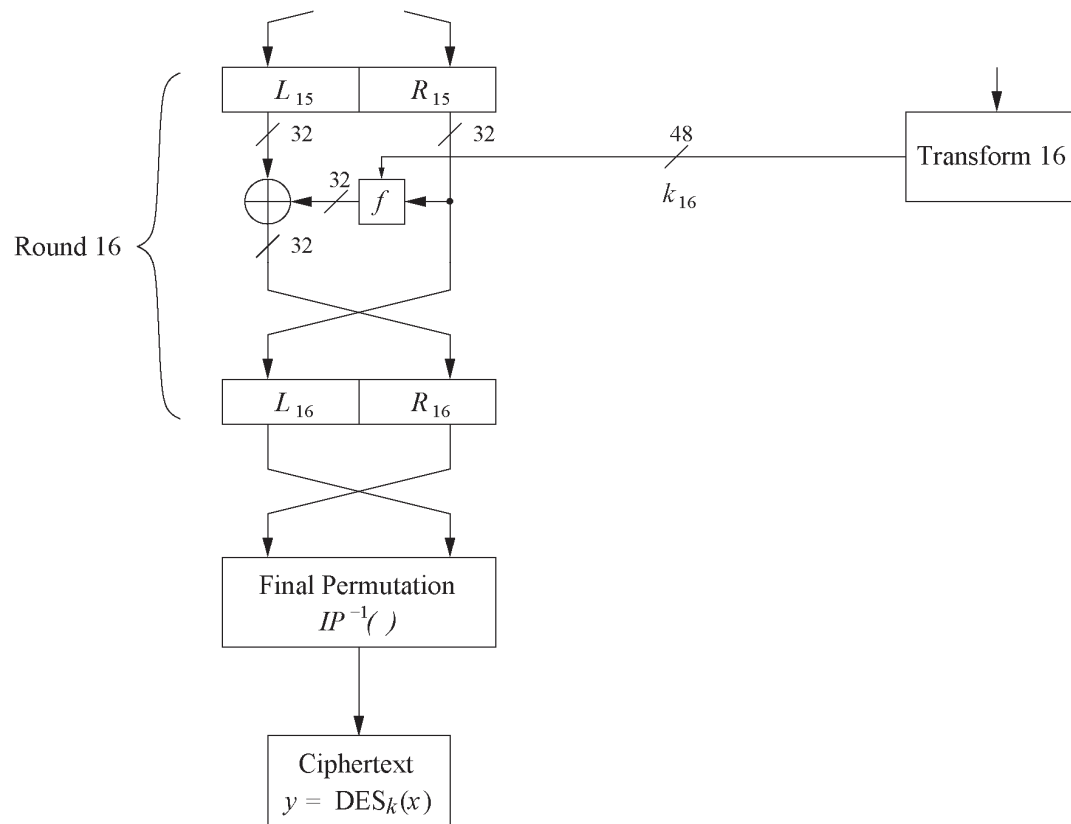 L15 R15
32 32 48 Transform 16
32
f k16
Round 16 32
L16 R16
Final Permutation
IP⁻¹( )
Ciphertext
y = DESk(x)